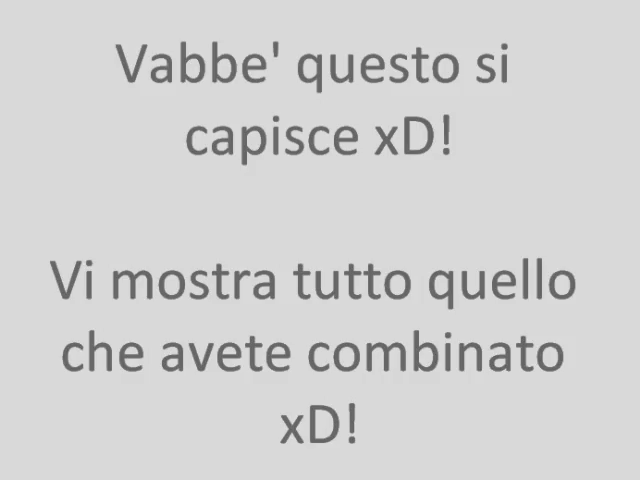 Vabbe' questo si
capisce xD!
Vi mostra tutto quello
che avete combinato
xD!